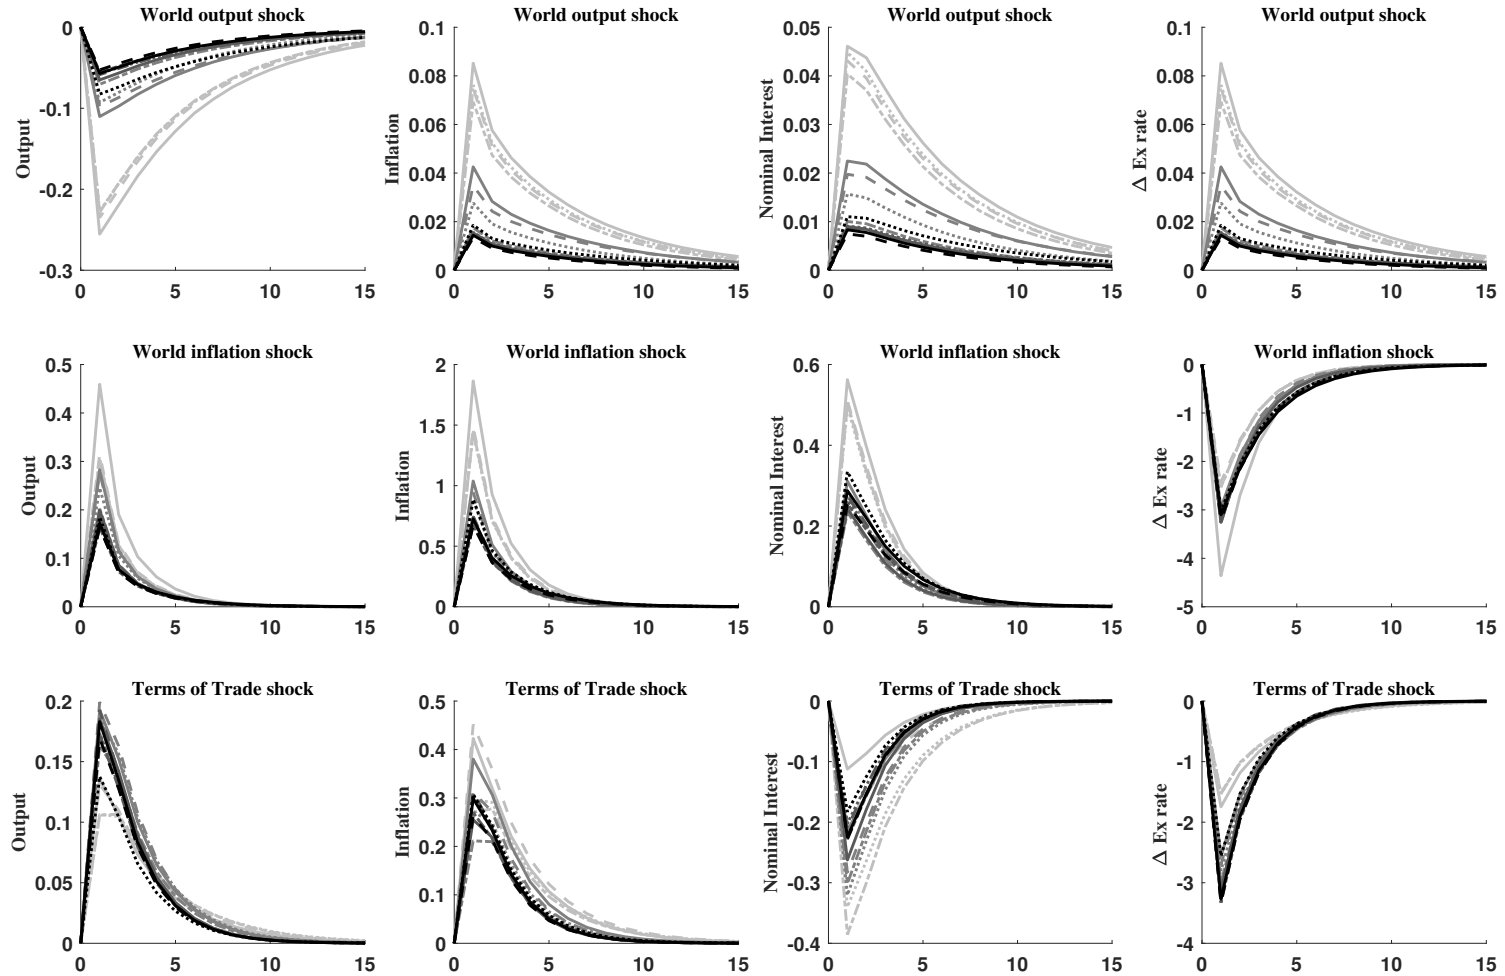 World output shock
World output shock
World output shock
World output shock
0
-0.1
-0.2
-0.3
Output
0 5 10 15
0.1
0.08
0.06
0.04
0.02
0
Inflation
0 5 10 15
0.05
0.04
0.03
0.02
0.01
0
Nominal Interest
0 5 10 15
0.1
0.08
0.06
0.04
0.02
0
Δ Ex rate
0 5 10 15
World inflation shock
World inflation shock
World inflation shock
World inflation shock
0.5
0.4
0.3
0.2
0.1
0
Output
0 5 10 15
2
1.5
1
0.5
0
Inflation
0 5 10 15
0.6
0.4
0.2
0
Nominal Interest
0 5 10 15
0
-1
-2
-3
-4
-5
Δ Ex rate
0 5 10 15
Terms of Trade shock
Terms of Trade shock
Terms of Trade shock
Terms of Trade shock
0.2
0.15
0.1
0.05
0
Output
0 5 10 15
0.5
0.4
0.3
0.2
0.1
0
Inflation
0 5 10 15
0
-0.1
-0.2
-0.3
-0.4
Nominal Interest
0 5 10 15
0
-1
-2
-3
-4
Δ Ex rate
0 5 10 15